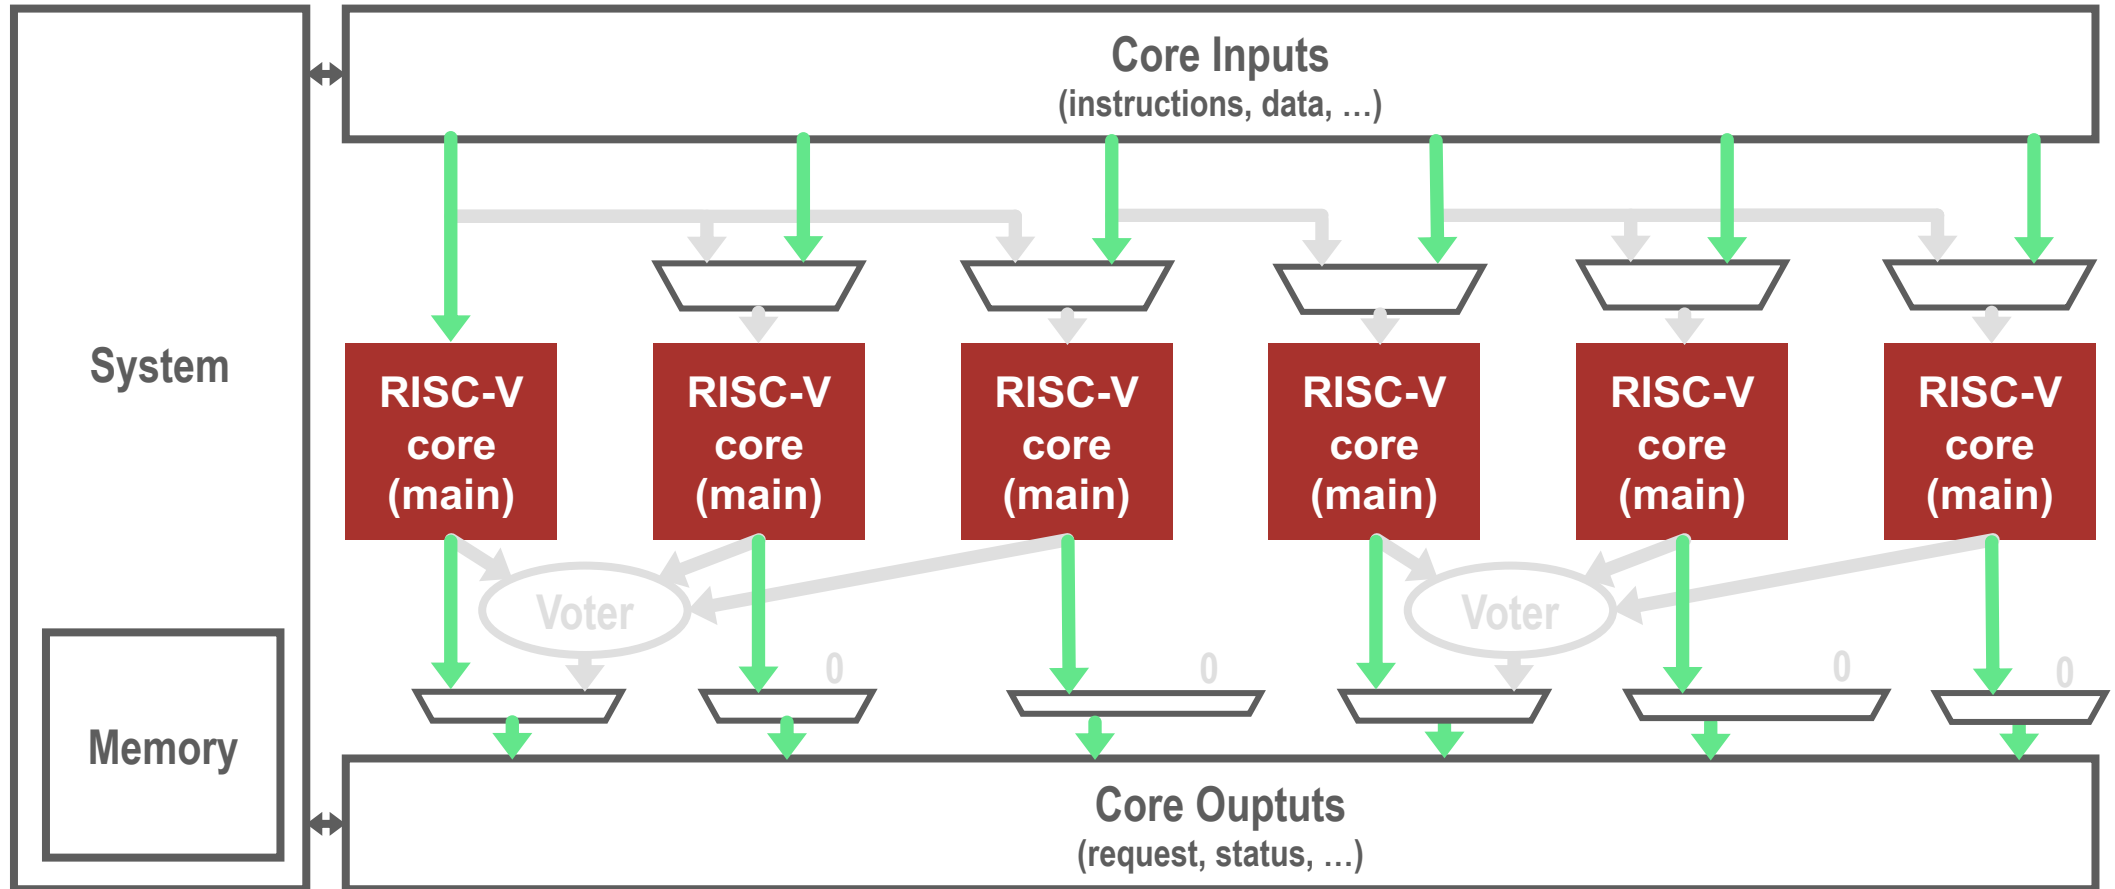 Core Inputs
(instructions, data, …)
System
RISC-V
core
(main)
RISC-V
core
(main)
RISC-V
core
(main)
RISC-V
core
(main)
RISC-V
core
(main)
RISC-V
core
(main)
Voter
Voter
0
0
0
0
Memory
Core Ouptuts
(request, status, …)